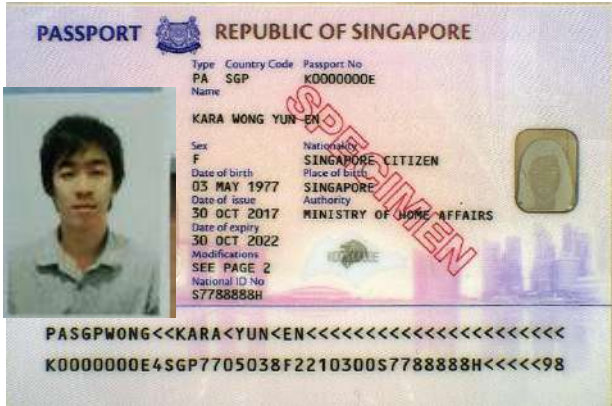 PASSPORT REPUBLIC OF SINGAPORE
Type Country Code Passport No
PA SGP K0000000E
Name
KARA WONG YUN EN
Sex Nationality
F SINGAPORE CITIZEN
Date of birth Place of birth
03 MAY 1977 SINGAPORE
Date of issue Authority
30 OCT 2017 MINISTRY OF HOME AFFAIRS
Date of expiry
30 OCT 2022
Modifications
SEE PAGE 2
National ID No
S7788888H
SPECIMEN
PASGPWONG<<KARA<YUN<EN<<<<<<<<<<<<<<<<<<<<<<
K0000000E4SGP7705038F2210300S7788888H<<<<<98